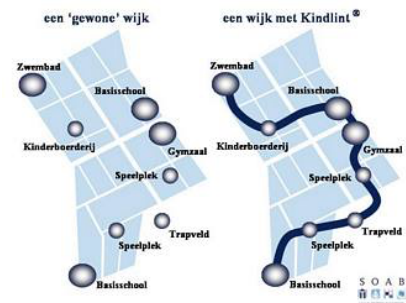 een 'gewone' wijk
Zwembad
Basisschool
Kinderboerderij
Gymzaal
Speelplek
Trapveld
Speelplek
Basisschool
een wijk met Kindlint®
Zwembad
Basisschool
Kinderboerderij
Gymzaal
Speelplek
Trapveld
Speelplek
Basisschool
SOAB